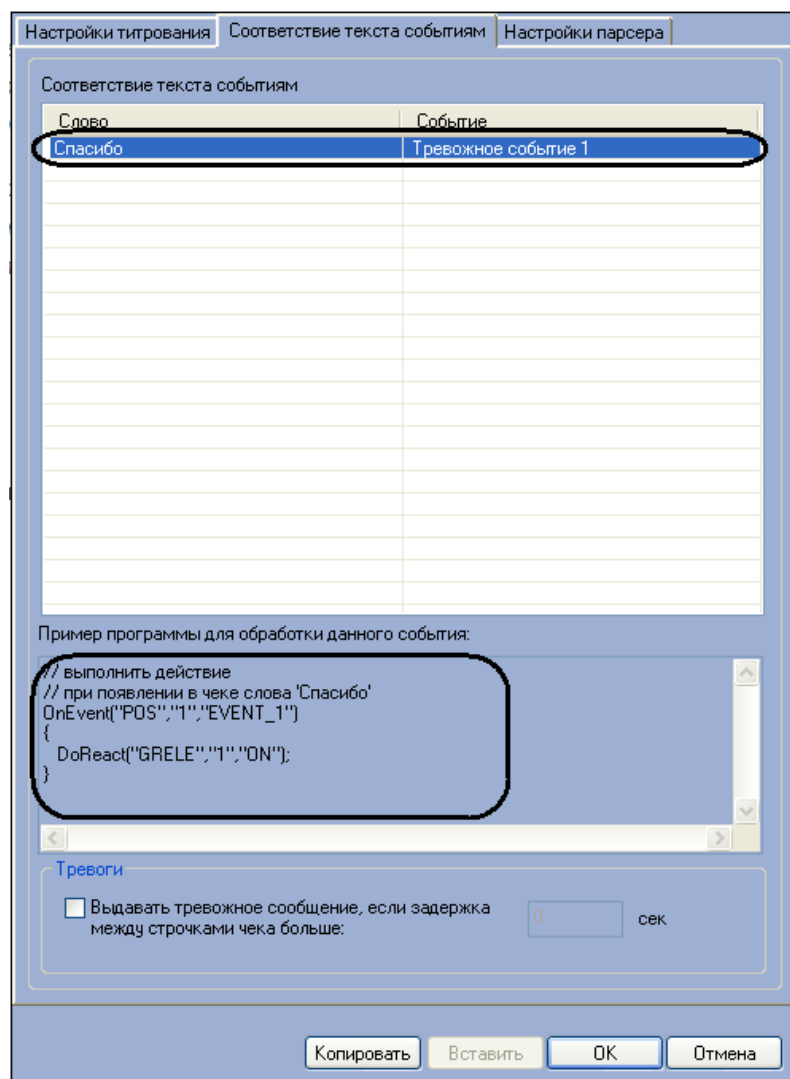 Настройки титрования Соответствие текста событиям Настройки парсера
Соответствие текста событиям
Слово Событие
Спасибо Тревожное событие 1
Пример программы для обработки данного события:
// выполнить действие
// при появлении в чеке слова 'Спасибо'
OnEvent("POS","1","EVENT_1")
{
DoReact("GRELE","1","ON");
}
Тревоги
Выдавать тревожное сообщение, если задержка
между строчками чека больше:
0 сек
Копировать Вставить OK Отмена